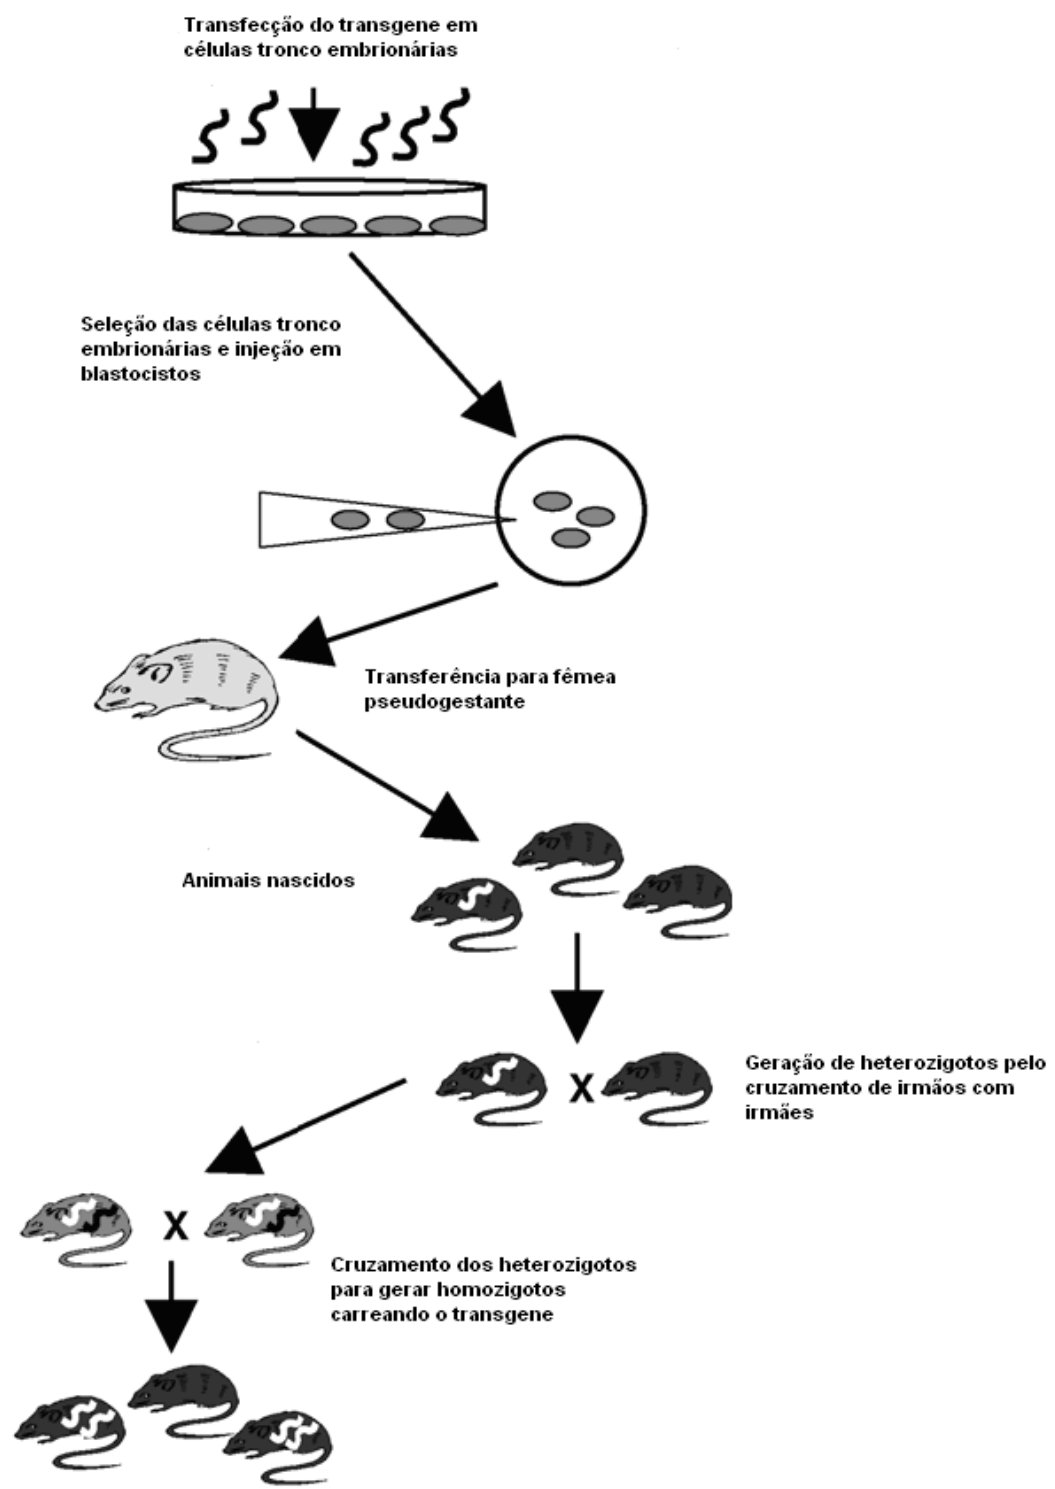 Transfecção do transgene em
células tronco embrionárias
Seleção das células tronco
embrionárias e injeção em
blastocistos
Transferência para fêmea
pseudogestante
Animais nascidos
X
Geração de heterozigotos pelo
cruzamento de irmãos com
irmães
X
Cruzamento dos heterozigotos
para gerar homozigotos
carreando o transgene